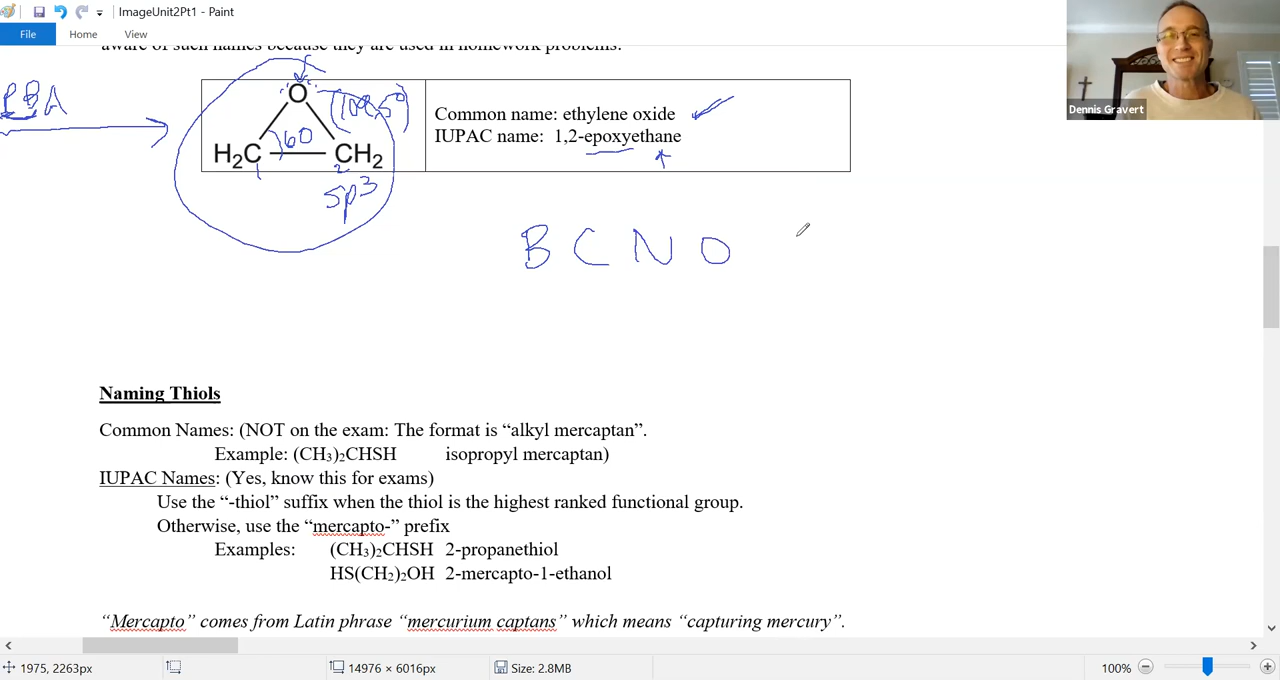 ImageUnit2Pt1 - Paint
File Home View
aware of such names because they are used in homework problems.
LBA
O
(109.5°)
60
H₂C CH₂
1 2
sp³
Common name: ethylene oxide
IUPAC name: 1,2-epoxyethane
B C N O
Dennis Gravert
Naming Thiols
Common Names: (NOT on the exam: The format is “alkyl mercaptan”.
Example: (CH₃)₂CHSH isopropyl mercaptan)
IUPAC Names: (Yes, know this for exams)
Use the “-thiol” suffix when the thiol is the highest ranked functional group.
Otherwise, use the “mercapto-” prefix
Examples: (CH₃)₂CHSH 2-propanethiol
HS(CH₂)₂OH 2-mercapto-1-ethanol
“Mercapto” comes from Latin phrase “mercurium captans” which means “capturing mercury”.
1975, 2263px 14976 × 6016px Size: 2.8MB 100%